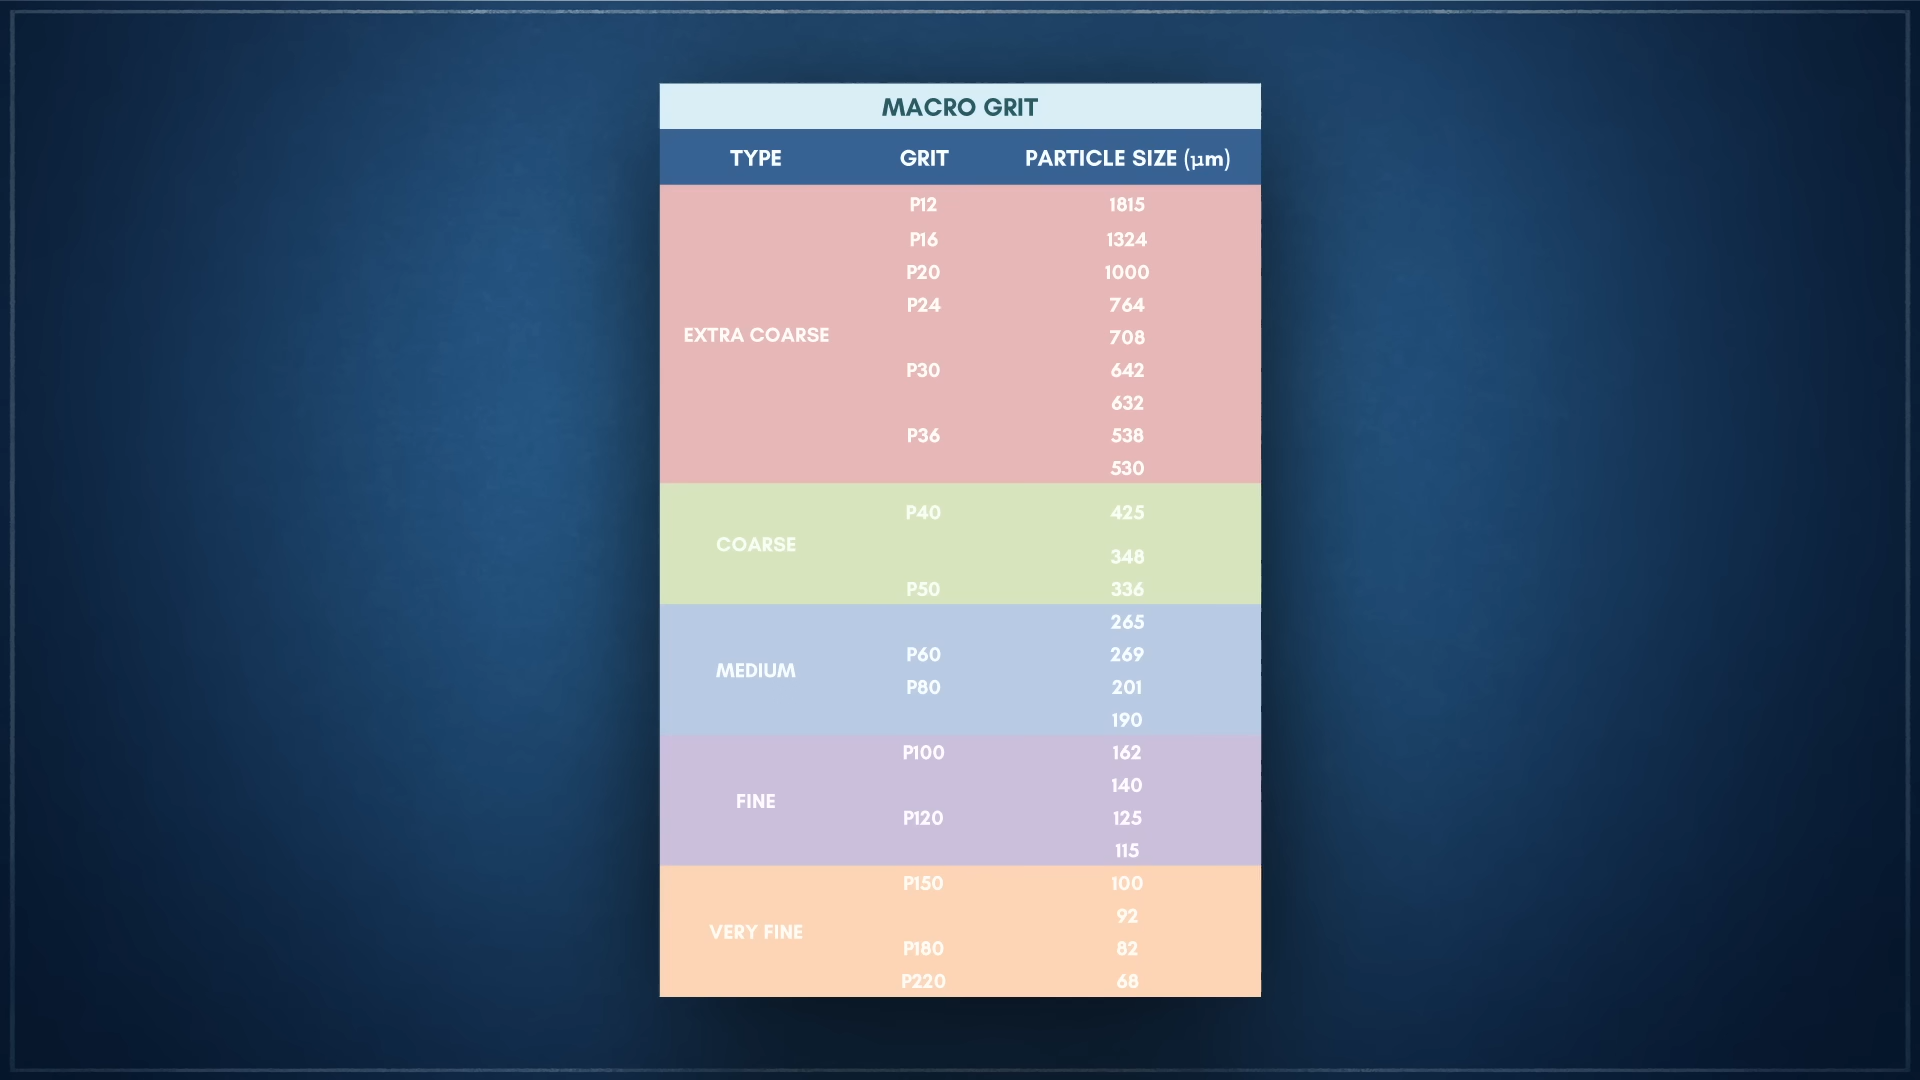 MACRO GRIT
TYPE GRIT PARTICLE SIZE (µm)
P12 1815
P16 1324
P20 1000
P24 764
708
EXTRA COARSE
P30 642
632
P36 538
530
P40 425
COARSE
348
P50 336
265
P60 269
MEDIUM
P80 201
190
P100 162
140
FINE
P120 125
115
P150 100
92
VERY FINE
P180 82
P220 68